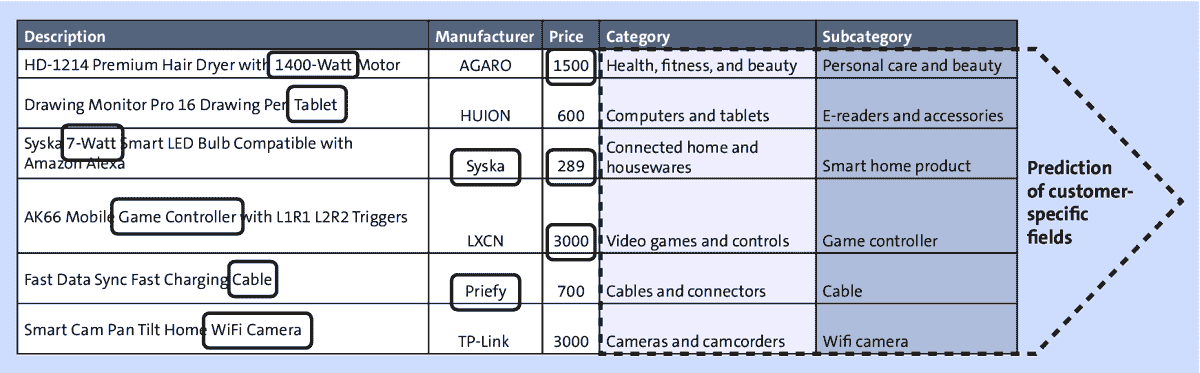 Description Manufacturer Price Category Subcategory
HD-1214 Premium Hair Dryer with 1400-Watt Motor AGARO 1500 Health, fitness, and beauty Personal care and beauty
Drawing Monitor Pro 16 Drawing Pen Tablet HUION 600 Computers and tablets E-readers and accessories
Syska 7-Watt Smart LED Bulb Compatible with
Amazon Alexa Syska 289 Connected home and
housewares Smart home product
AK66 Mobile Game Controller with L1R1 L2R2 Triggers LXCN 3000 Video games and controls Game controller
Fast Data Sync Fast Charging Cable Priefy 700 Cables and connectors Cable
Smart Cam Pan Tilt Home WiFi Camera TP-Link 3000 Cameras and camcorders Wifi camera
Prediction
of customer-
specific
fields